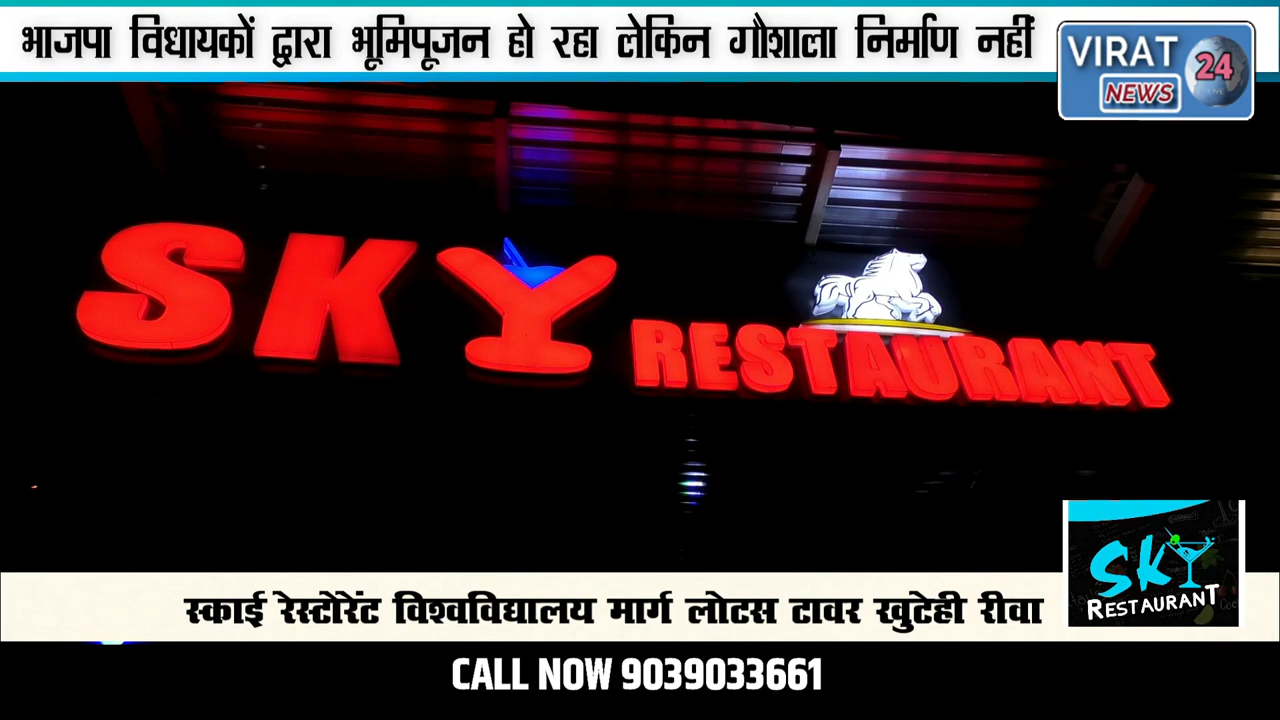 भाजपा विधायकों द्वारा भूमिपूजन हो रहा लेकिन गौशाला निर्माण नहीं
VIRAT 24
NEWS
SKY RESTAURANT
SKY
RESTAURANT
स्काई रेस्टोरेंट विश्वविद्यालय मार्ग लोटस टावर खुटेही रीवा
CALL NOW 9039033661